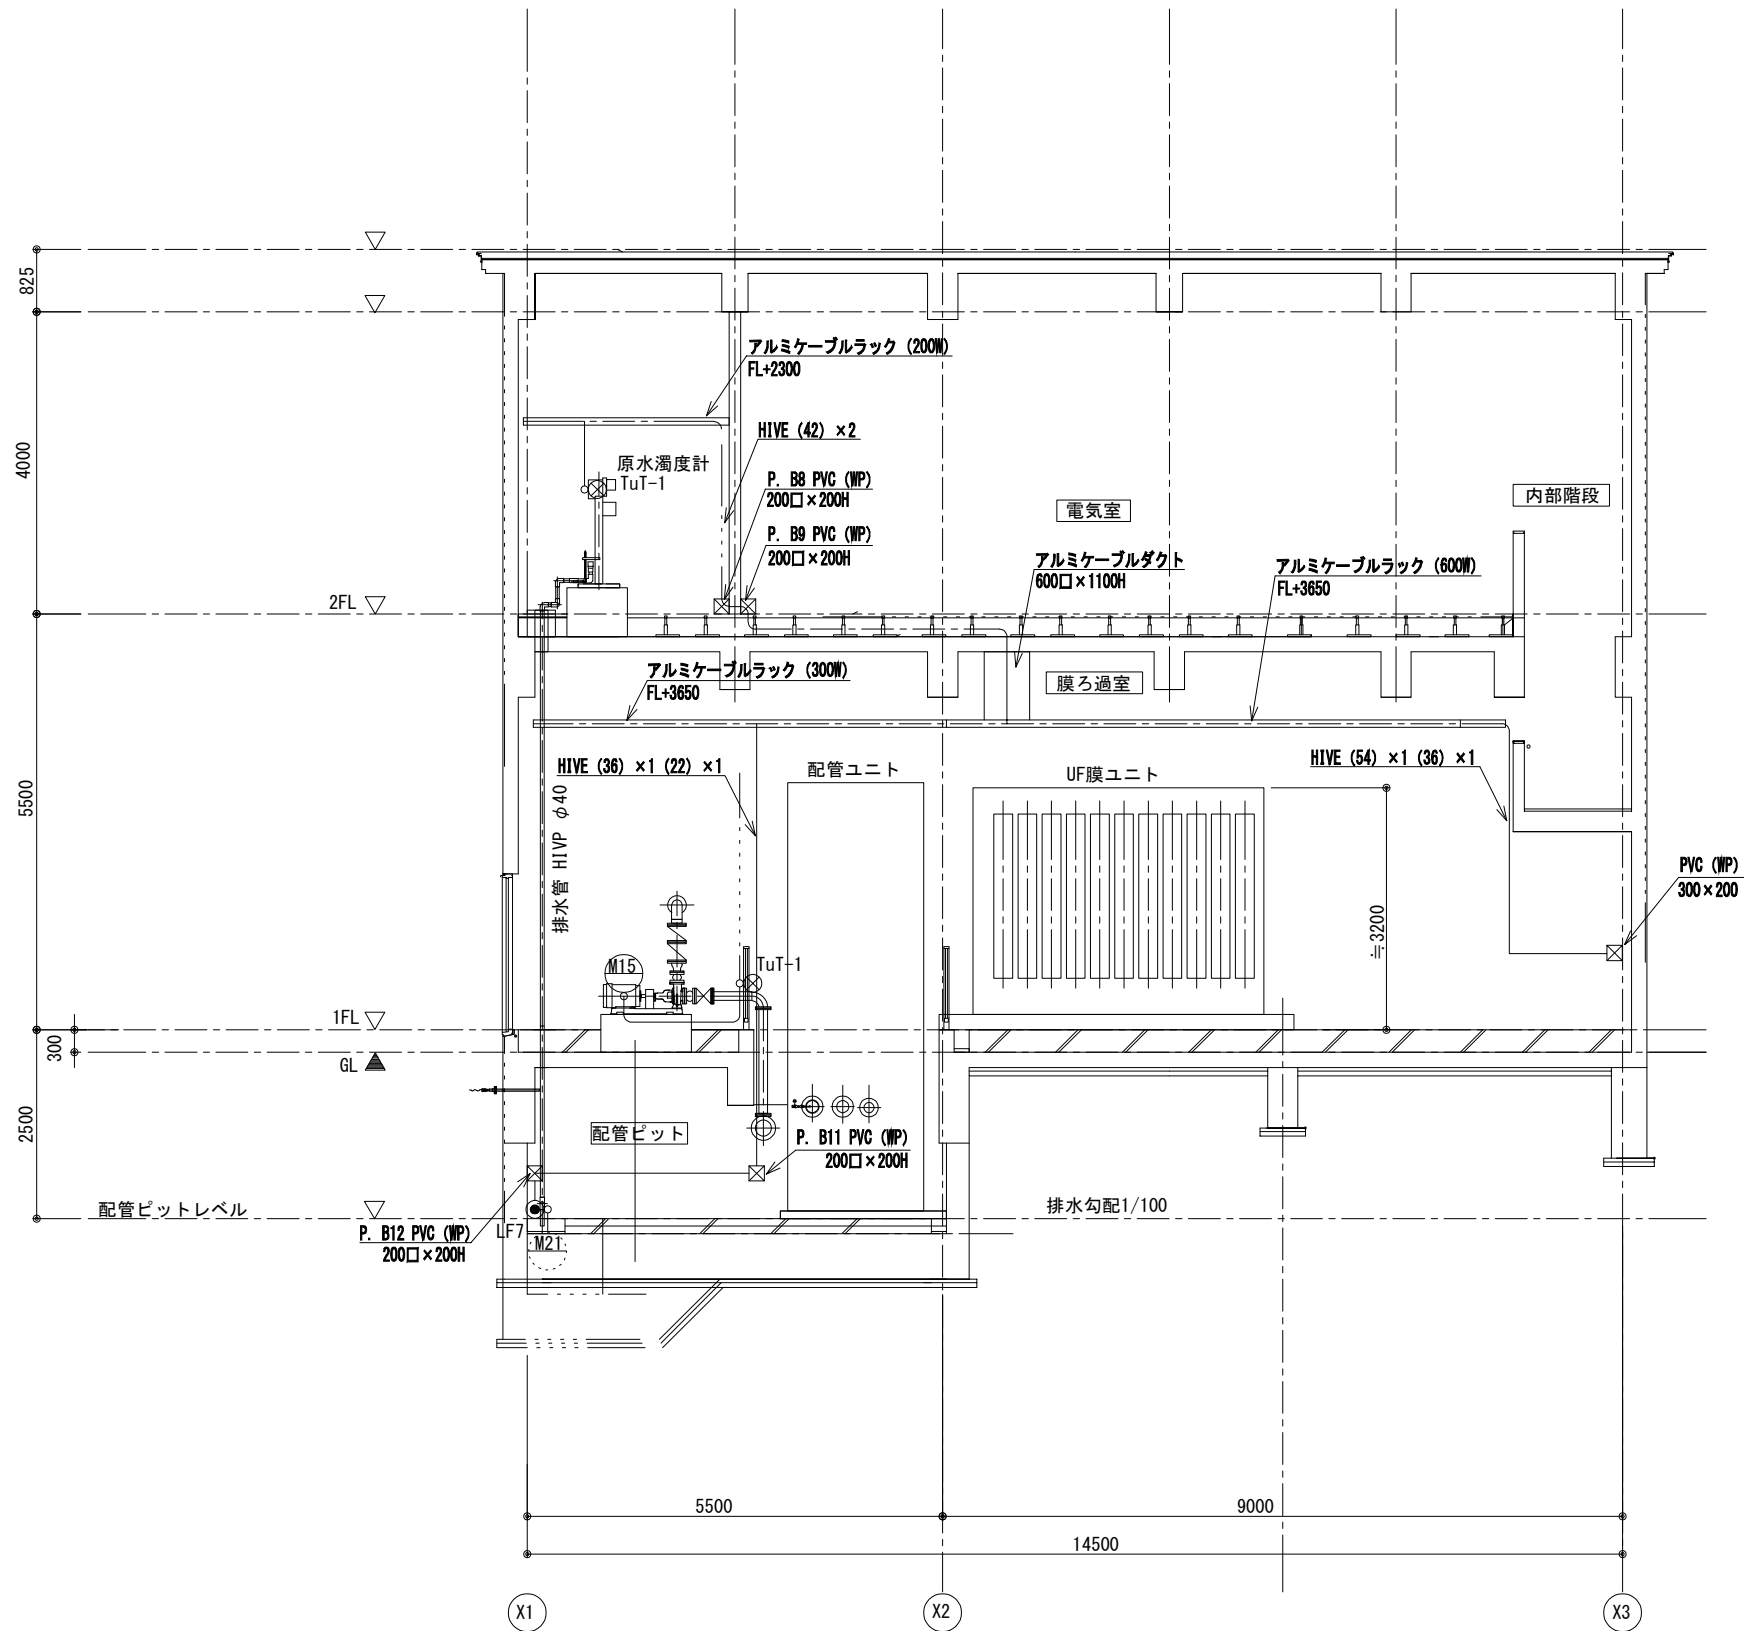 825
アルミケーブルラック (200W)
FL+2300
4000
HIVE (42) ×2
原水濁度計
TuT-1
P. B8 PVC (WP)
200□×200H
電気室
内部階段
P. B9 PVC (WP)
200□×200H
アルミケーブルダクト
600□×1100H
アルミケーブルラック (600W)
FL+3650
2FL
アルミケーブルラック (300W)
FL+3650
膜ろ過室
5500
HIVE (36) ×1 (22) ×1
配管ユニット
UF膜ユニット
HIVE (54) ×1 (36) ×1
排水管 HIVP φ40
PVC (WP)
300×200
≒3200
M15
TuT-1
1FL
300
GL
2500
配管ピット
P. B11 PVC (WP)
200□×200H
配管ピットレベル
排水勾配1/100
P. B12 PVC (WP)
200□×200H
LF7
M21
5500
9000
14500
X1
X2
X3